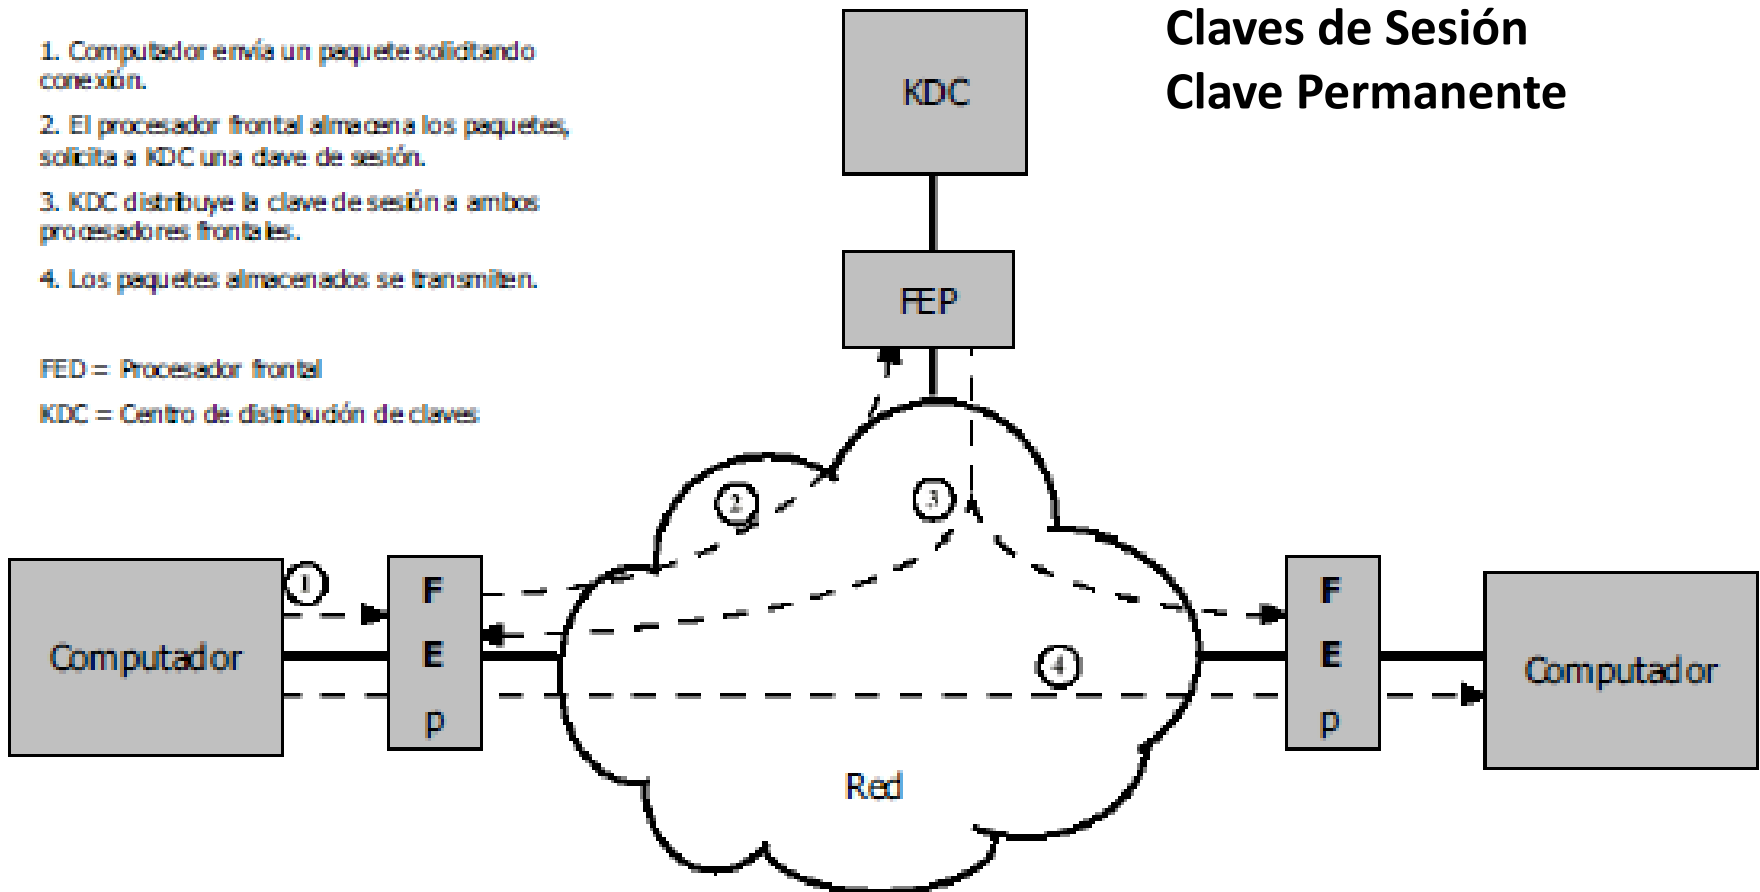 Claves de Sesión
Clave Permanente
1. Computador envía un paquete solicitando
conexión.
2. El procesador frontal almacena los paquetes,
solicita a KDC una clave de sesión.
3. KDC distribuye la clave de sesión a ambos
procesadores frontales.
4. Los paquetes almacenados se transmiten.
FED = Procesador frontal
KDC = Centro de distribución de claves
KDC
FEP
2
3
1
Computador
F
E
p
4
F
E
p
Computador
Red